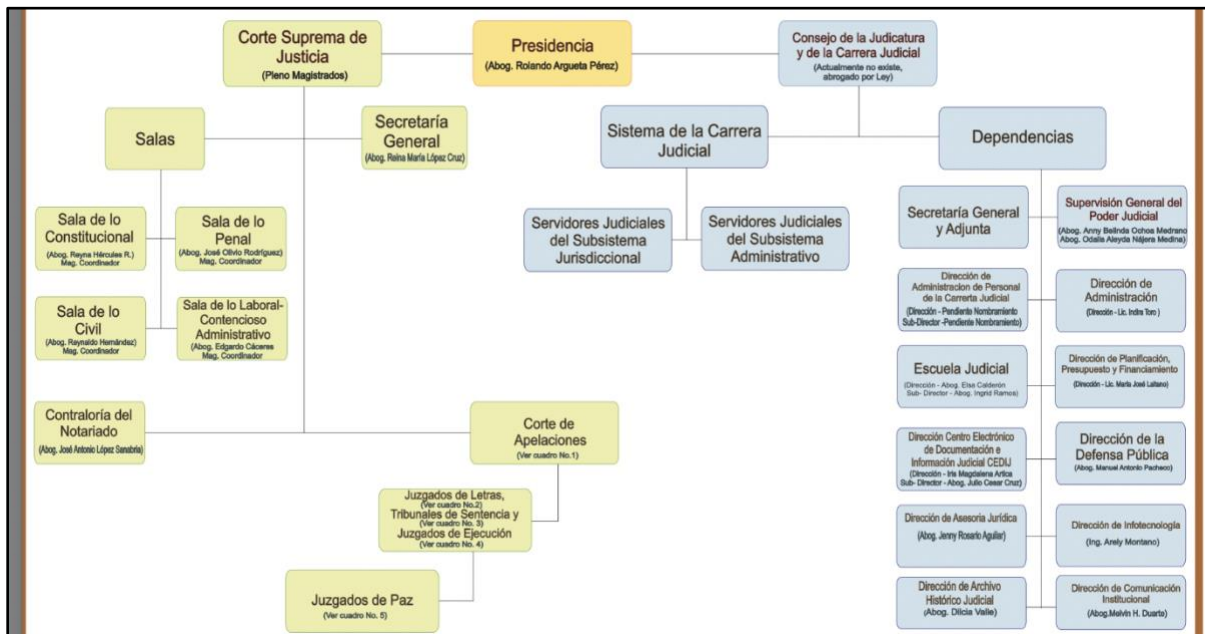 Corte Suprema de
Justicia
(Pleno Magistrados)
Presidencia
(Abog. Rolando Argueta Pérez)
Consejo de la Judicatura
y de la Carrera Judicial
(Actualmente no existe,
abrogado por Ley)
Salas
Secretaría
General
(Abog. Reina María López Cruz)
Sistema de la Carrera
Judicial
Dependencias
Sala de lo
Constitucional
(Abog. Reyna Hércules R.)
Mag. Coordinador
Sala de lo
Penal
(Abog. José Olivio Rodríguez)
Mag. Coordinador
Sala de lo
Civil
(Abog. Reynaldo Hernández)
Mag. Coordinador
Sala de lo Laboral-
Contencioso
Administrativo
(Abog. Edgardo Cáceres
Mag. Coordinador
Servidores Judiciales
del Subsistema
Jurisdiccional
Servidores Judiciales
del Subsistema
Administrativo
Secretaría General
y Adjunta
Supervisión General del
Poder Judicial
(Abog. Anny Belinda Ochoa Medrano
Abog. Odalis Aleyda Nájera Medina)
Dirección de
Administracion de Personal
de la Carrerta Judicial
(Dirección - Pendiente Nombramiento
Sub-Director -Pendiente Nombramiento)
Dirección de
Administración
(Dirección - Lic. Indira Toro )
Escuela Judicial
(Dirección - Abog. Elsa Calderón
Sub- Director - Abog. Ingrid Ramos)
Dirección de Planificación,
Presupuesto y Financiamiento
(Dirección - Lic. María José Laitano)
Contraloría del
Notariado
(Abog. José Antonio López Sanabria)
Corte de
Apelaciones
(Ver cuadro No.1)
Dirección Centro Electrónico
de Documentación e
Información Judicial CEDIJ
(Dirección - Iris Magdalena Artica
Sub- Director - Abog. Julio Cesar Cruz)
Dirección de la
Defensa Pública
(Abog. Manuel Antonio Pacheco)
Juzgados de Letras,
(Ver cuadro No.2)
Tribunales de Sentencia y
(Ver cuadro No. 3)
Juzgados de Ejecución
(Ver cuadro No. 4)
Dirección de Asesoria Jurídica
(Abog. Jenny Rosario Aguilar)
Dirección de Infotecnología
(Ing. Arely Montano)
Juzgados de Paz
(Ver cuadro No. 5)
Dirección de Archivo
Histórico Judicial
(Abog. Dilcia Valle)
Dirección de Comunicación
Institucional
(Abog.Melvin H. Duarte)